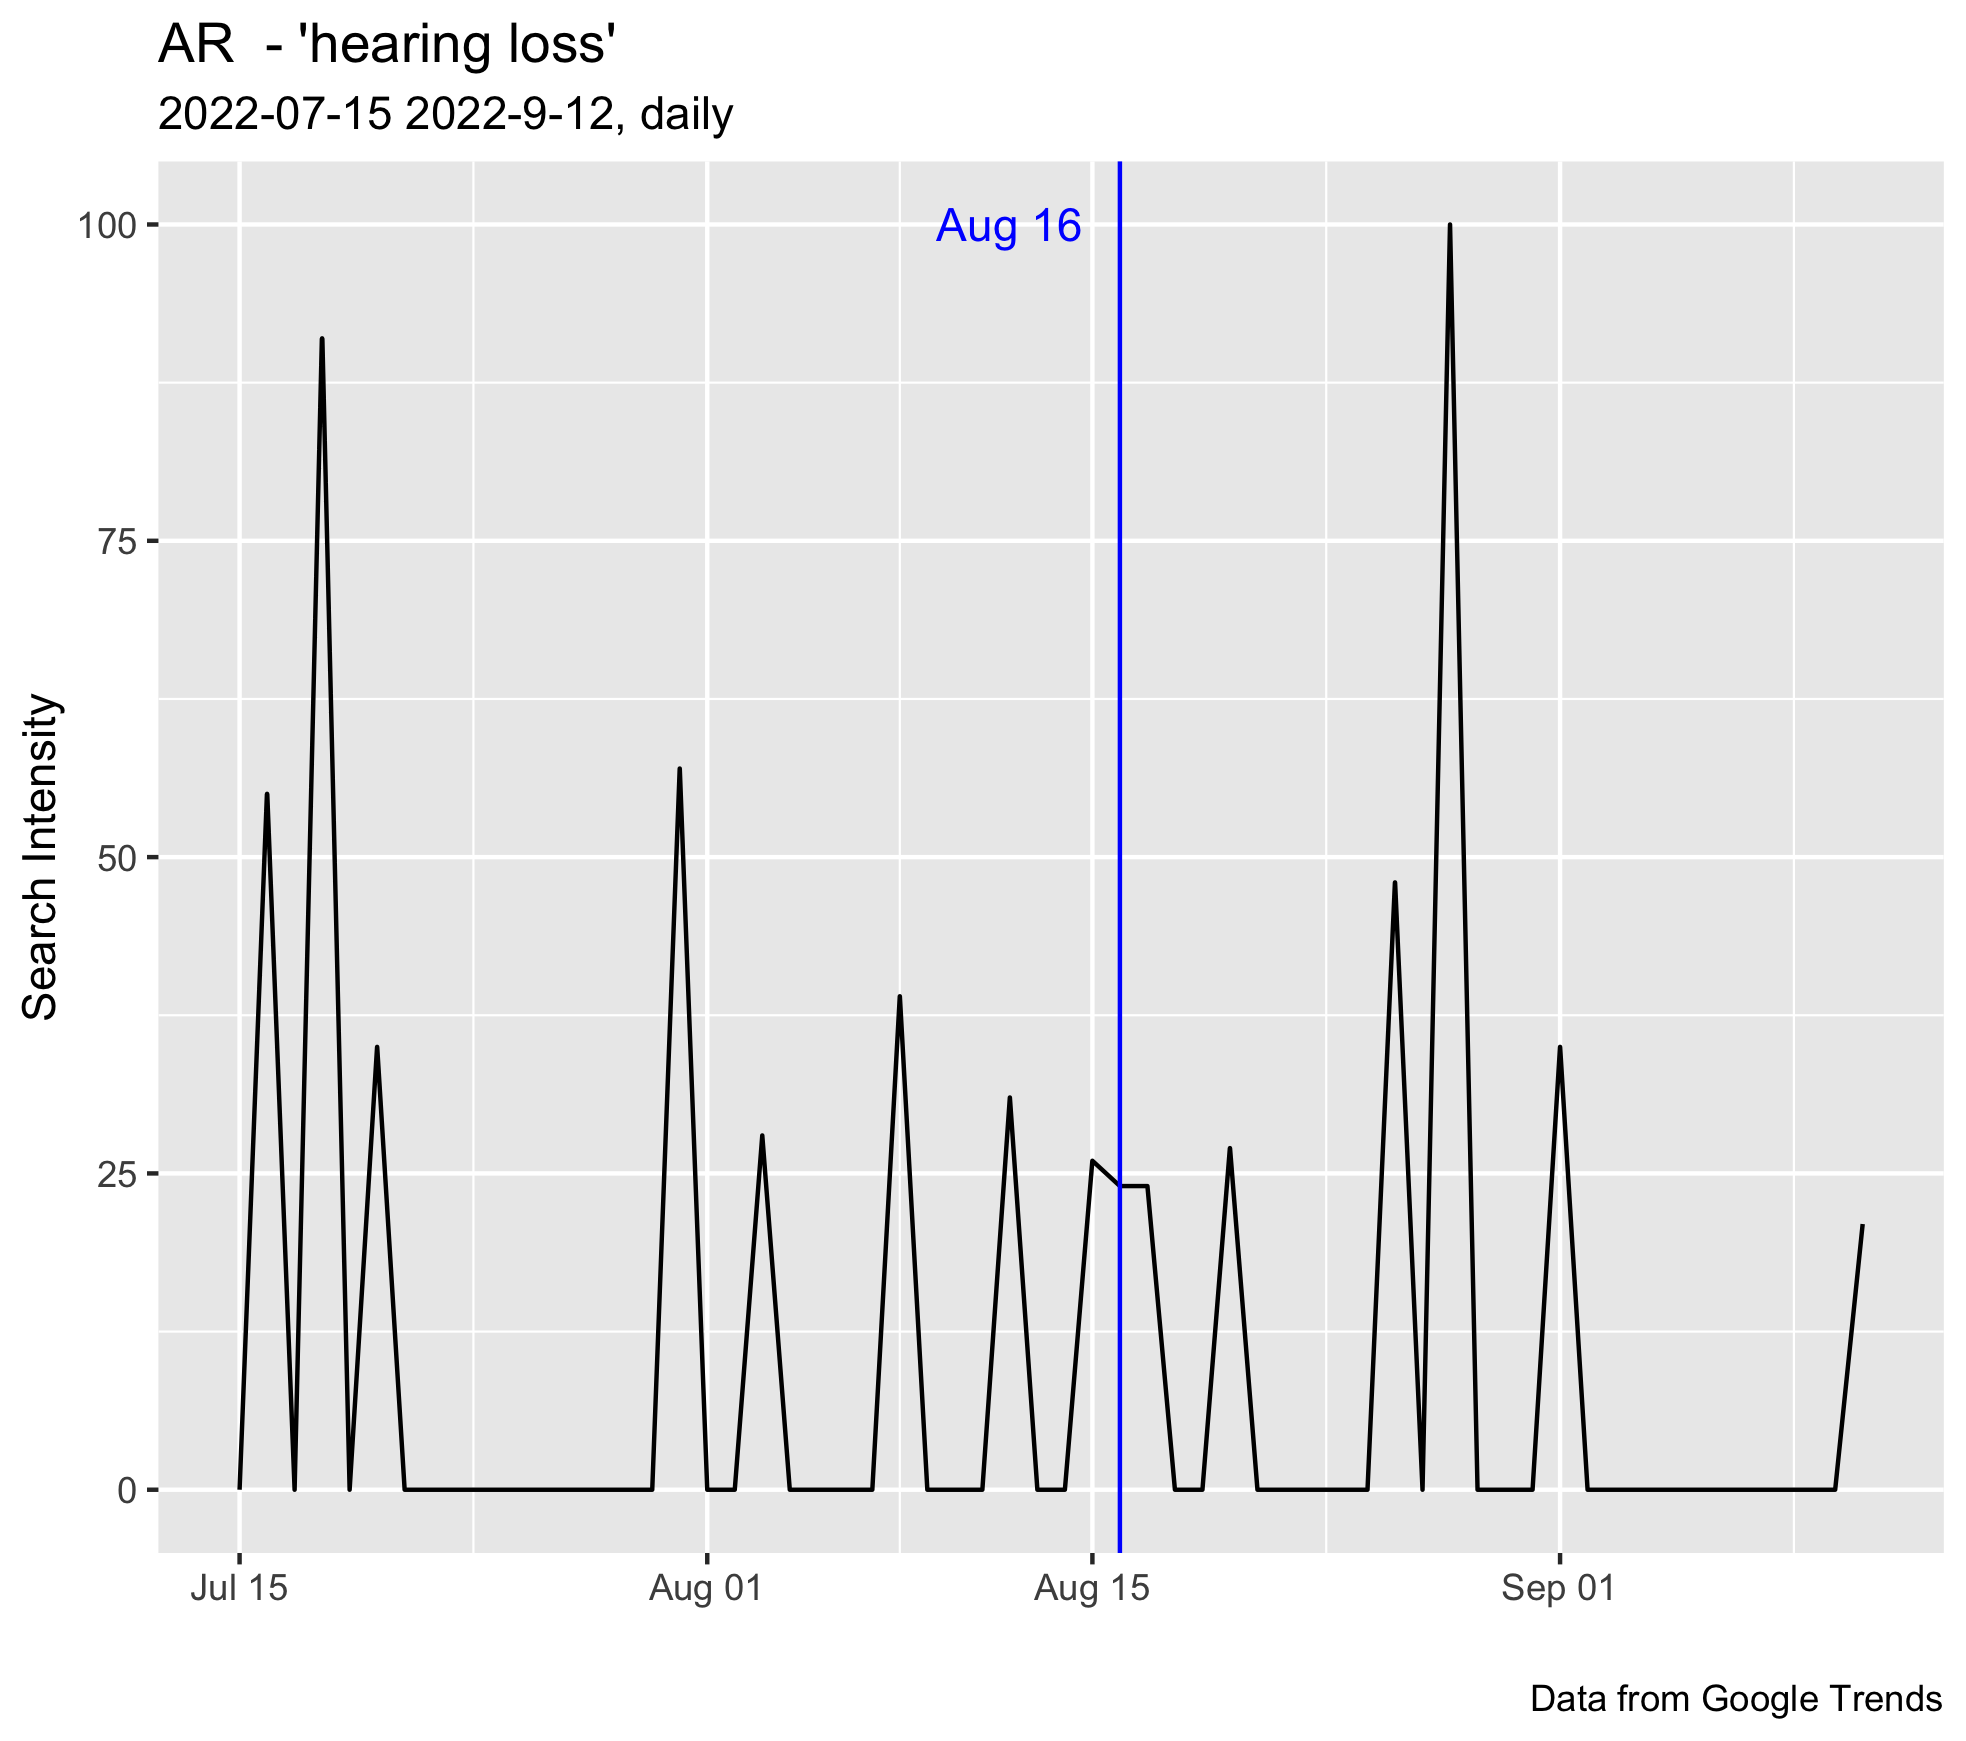 AR  - 'hearing loss'
2022-07-15 2022-9-12, daily
Aug 16
100
75
50
25
0
Search Intensity
Jul 15
Aug 01
Aug 15
Sep 01
Data from Google Trends